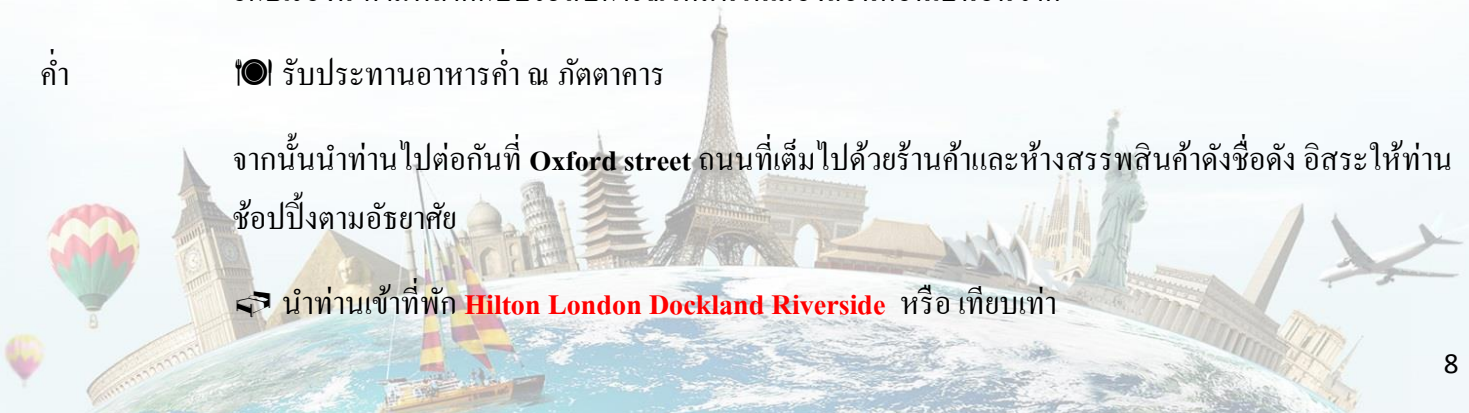 ค่ำ 🍽 รับประทานอาหารค่ำ ณ ภัตตาคาร
จากนั้นนำท่านไปต่อกันที่ Oxford street ถนนที่เต็มไปด้วยร้านค้าและห้างสรรพสินค้าดังชื่อดัง อิสระให้ท่าน
ช้อปปิ้งตามอัธยาศัย
นำท่านเข้าที่พัก Hilton London Dockland Riverside หรือ เทียบเท่า
8